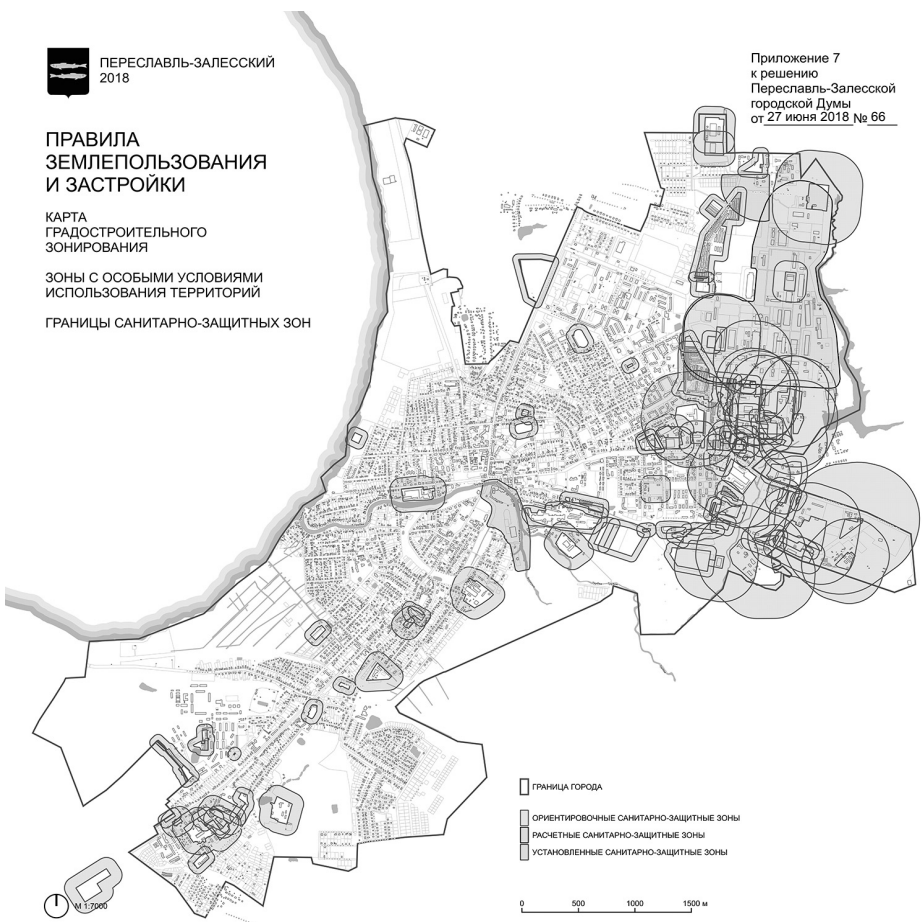 ПЕРЕСЛАВЛЬ-ЗАЛЕССКИЙ
2018
Приложение 7
к решению
Переславль-Залесской
городской Думы
от 27 июня 2018 № 66
ПРАВИЛА
ЗЕМЛЕПОЛЬЗОВАНИЯ
И ЗАСТРОЙКИ
КАРТА
ГРАДОСТРОИТЕЛЬНОГО
ЗОНИРОВАНИЯ
ЗОНЫ С ОСОБЫМИ УСЛОВИЯМИ
ИСПОЛЬЗОВАНИЯ ТЕРРИТОРИЙ
ГРАНИЦЫ САНИТАРНО-ЗАЩИТНЫХ ЗОН
ГРАНИЦА ГОРОДА
ОРИЕНТИРОВОЧНЫЕ САНИТАРНО-ЗАЩИТНЫЕ ЗОНЫ
РАСЧЕТНЫЕ САНИТАРНО-ЗАЩИТНЫЕ ЗОНЫ
УСТАНОВЛЕННЫЕ САНИТАРНО-ЗАЩИТНЫЕ ЗОНЫ
М 1:7000
0 500 1000 1500 м